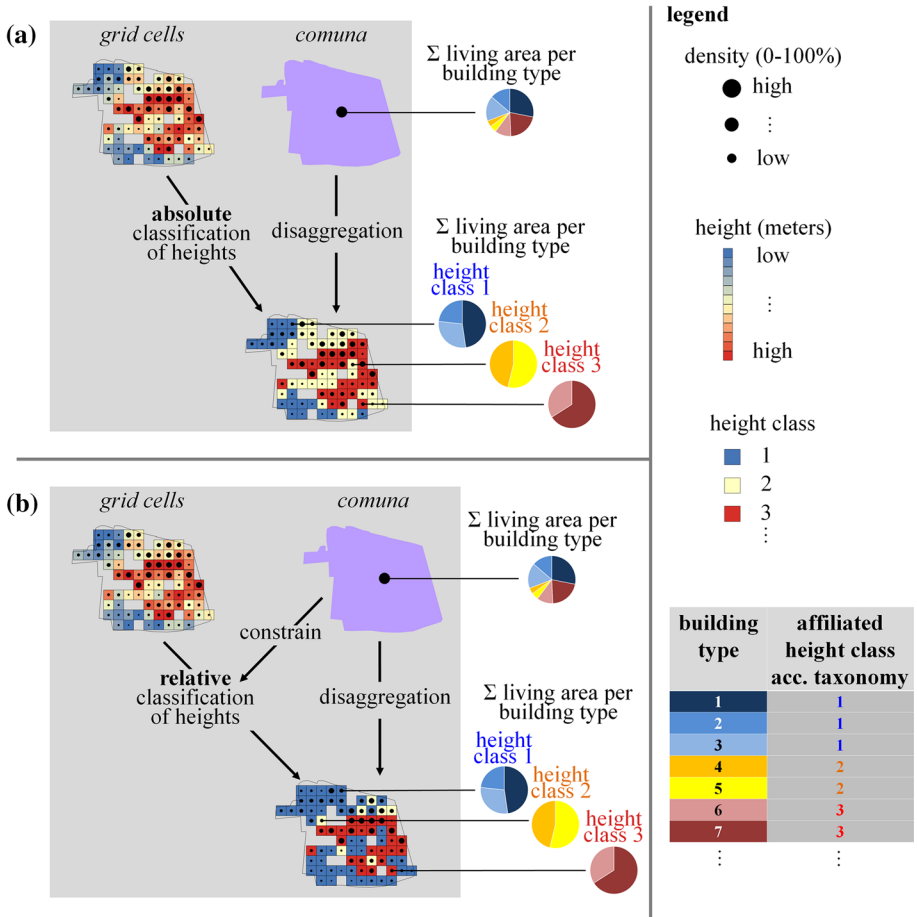 (a)
grid cells
comuna
Σ living area per
building type
absolute
classification
of heights
disaggregation
Σ living area per
building type
height
class 1
height
class 2
height
class 3
(b)
grid cells
comuna
Σ living area per
building type
constrain
relative
classification
of heights
disaggregation
Σ living area per
building type
height
class 1
height
class 2
height
class 3
legend
density (0-100%)
high
⋮
low
height (meters)
low
⋮
high
height class
1
2
3
⋮
building type affiliated height class acc. taxonomy
1 1
2 1
3 1
4 2
5 2
6 3
7 3
⋮ ⋮